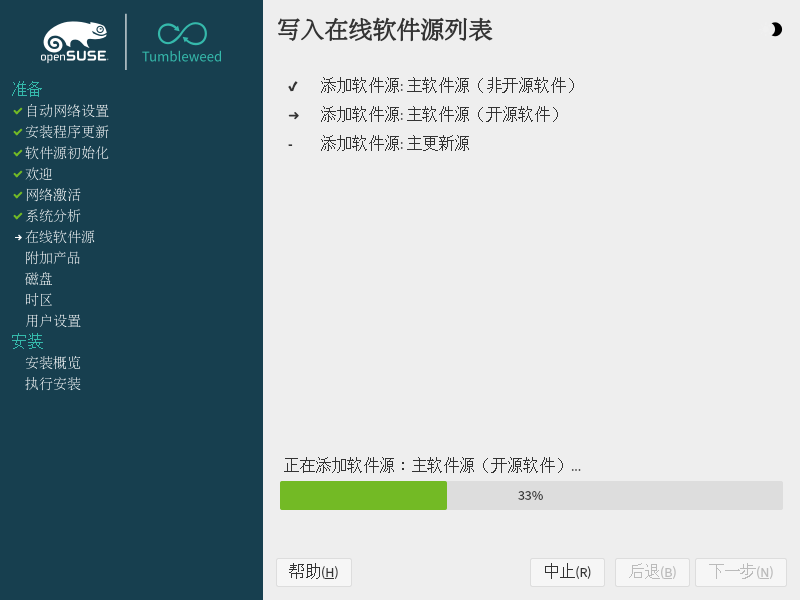 openSUSE
Tumbleweed
准备
自动网络设置
安装程序更新
软件源初始化
欢迎
网络激活
系统分析
在线软件源
附加产品
磁盘
时区
用户设置
安装
安装概览
执行安装
写入在线软件源列表
添加软件源: 主软件源（非开源软件）
添加软件源: 主软件源（开源软件）
- 添加软件源: 主更新源
正在添加软件源：主软件源（开源软件）...
33%
帮助(H)
中止(R)
后退(B)
下一步(N)